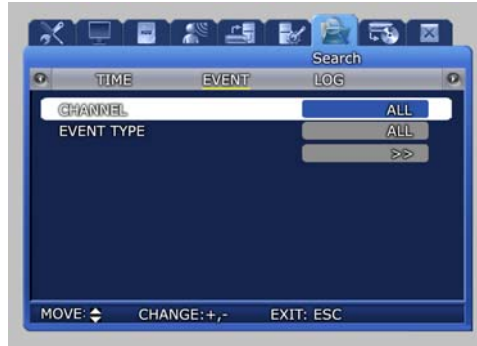 Search
TIME EVENT LOG
CHANNEL ALL
EVENT TYPE ALL
>>
MOVE: CHANGE:+,- EXIT: ESC